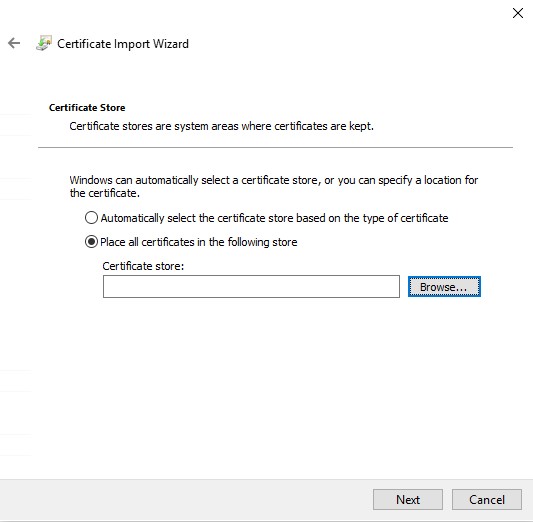 Certificate Import Wizard
Certificate Store
Certificate stores are system areas where certificates are kept.
Windows can automatically select a certificate store, or you can specify a location for
the certificate.
Automatically select the certificate store based on the type of certificate
Place all certificates in the following store
Certificate store:
Browse...
Next
Cancel